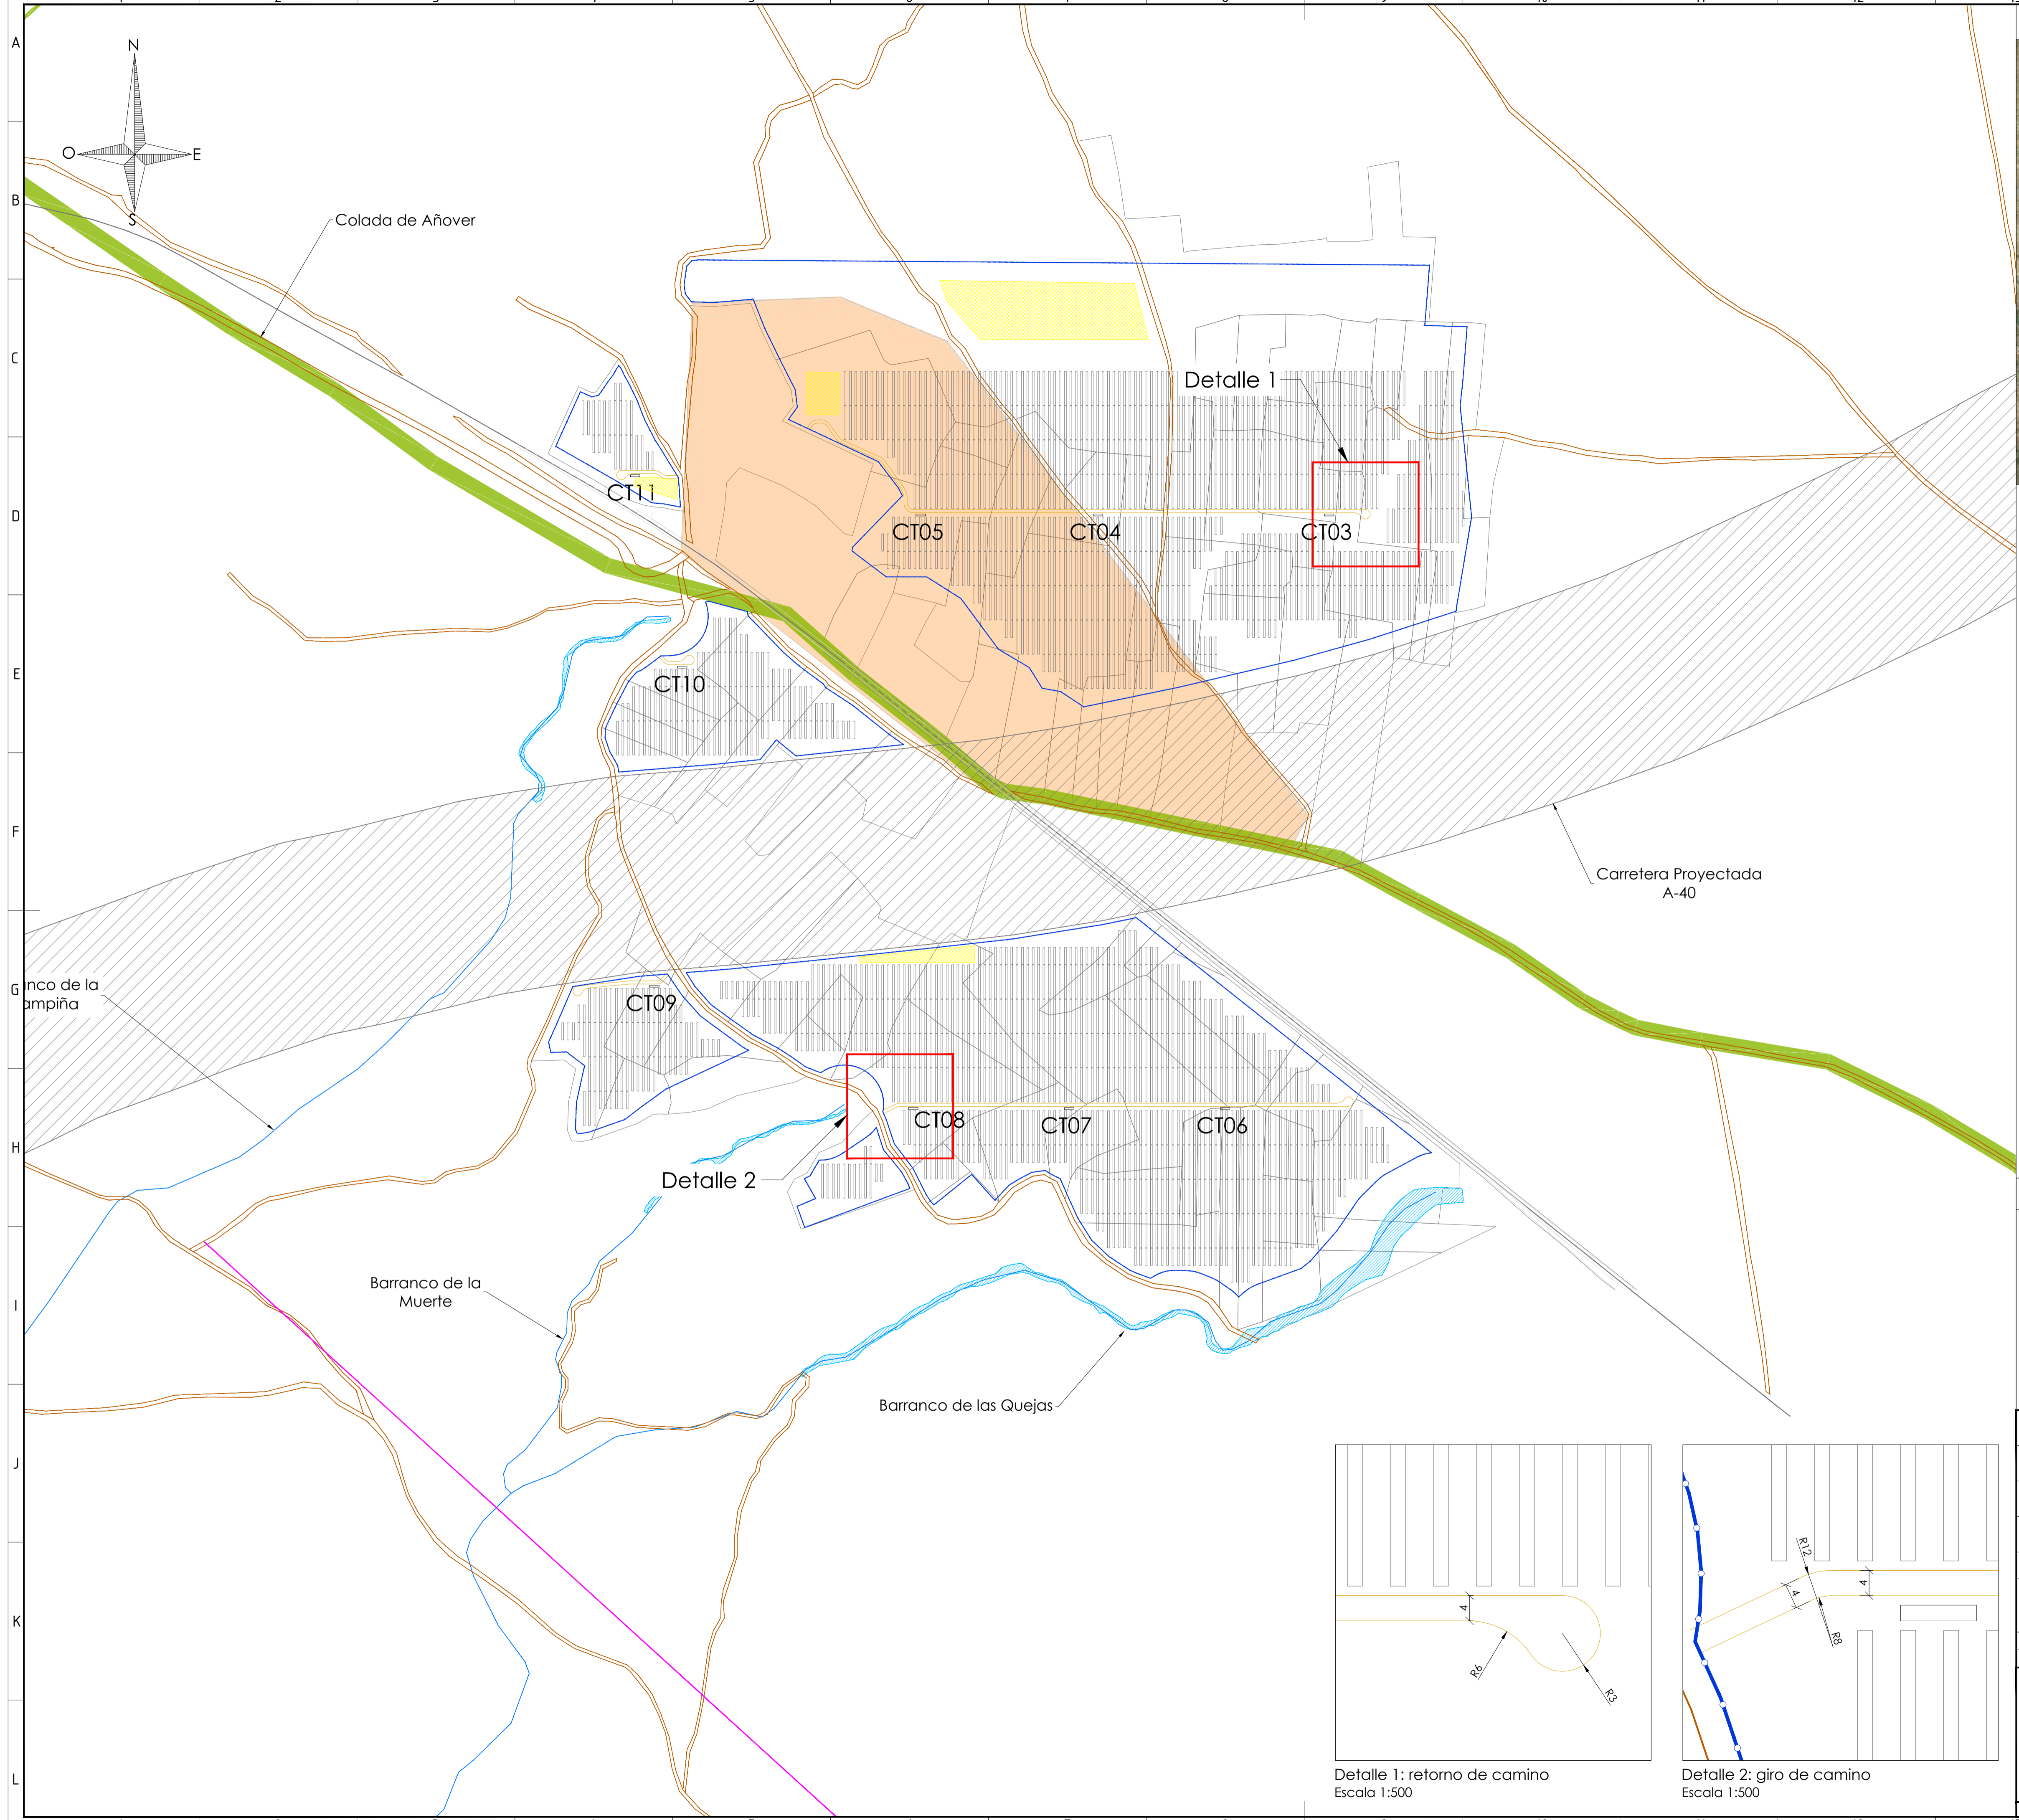 A
N
O
E
S
B
Colada de Añover
C
Detalle 1
CT11
D
CT05
CT04
CT03
E
CT10
F
Carretera Proyectada
A-40
G
nco de la
ampiña
CT09
CT08
CT07
CT06
H
Detalle 2
I
Barranco de la
Muerte
Barranco de las Quejas
J
K
L
4
R6
R3
Detalle 1: retorno de camino
Escala 1:500
R12
4
4
R8
Detalle 2: giro de camino
Escala 1:500